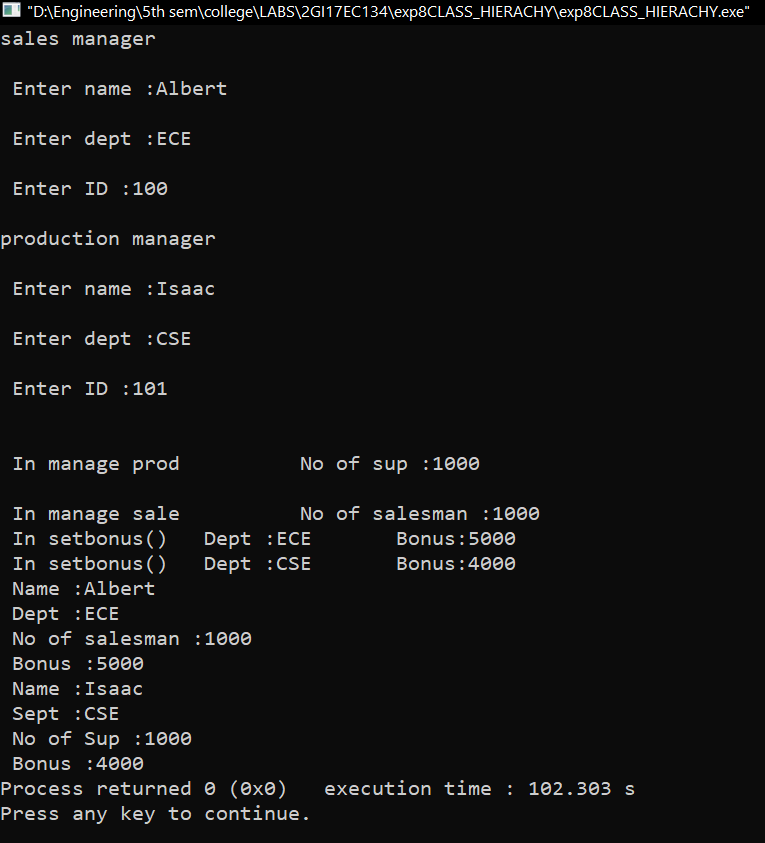 "D:\Engineering\5th sem\college\LABS\2GI17EC134\exp8CLASS_HIERACHY\exp8CLASS_HIERACHY.exe"
sales manager
Enter name :Albert
Enter dept :ECE
Enter ID :100
production manager
Enter name :Isaac
Enter dept :CSE
Enter ID :101
In manage prod          No of sup :1000
In manage sale          No of salesman :1000
In setbonus()   Dept :ECE       Bonus:5000
In setbonus()   Dept :CSE       Bonus:4000
Name :Albert
Dept :ECE
No of salesman :1000
Bonus :5000
Name :Isaac
Sept :CSE
No of Sup :1000
Bonus :4000
Process returned 0 (0x0)   execution time : 102.303 s
Press any key to continue.